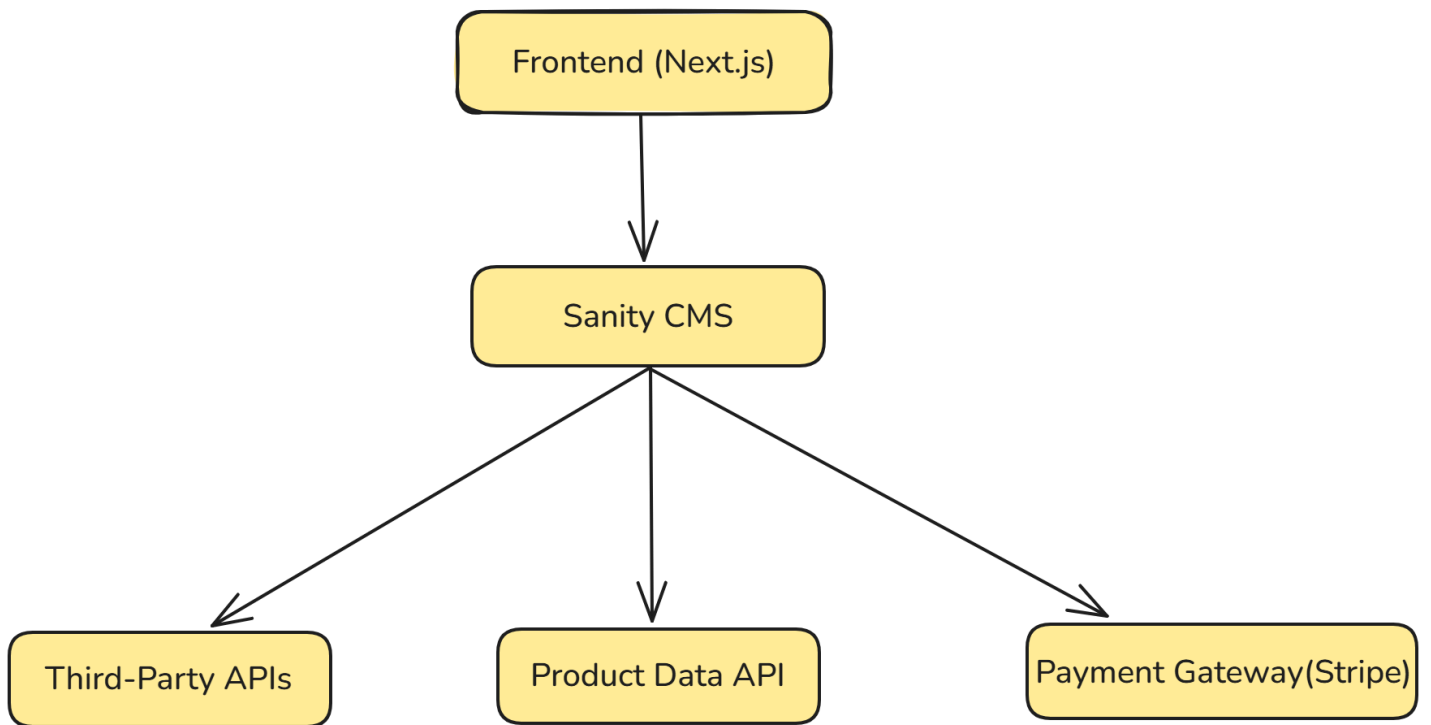 Frontend (Next.js)
Sanity CMS
Third-Party APIs
Product Data API
Payment Gateway(Stripe)